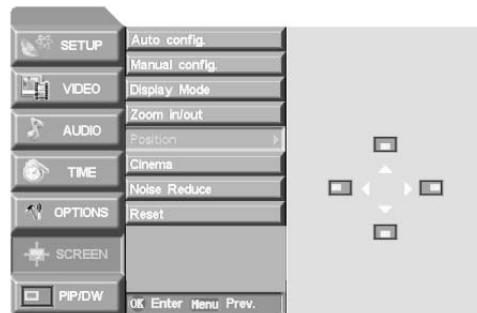 SETUP
VIDEO
AUDIO
TIME
OPTIONS
SCREEN
PIP/DW
Auto config.
Manual config.
Display Mode
Zoom in/out
Position
Cinema
Noise Reduce
Reset
OK Enter Menu Prev.